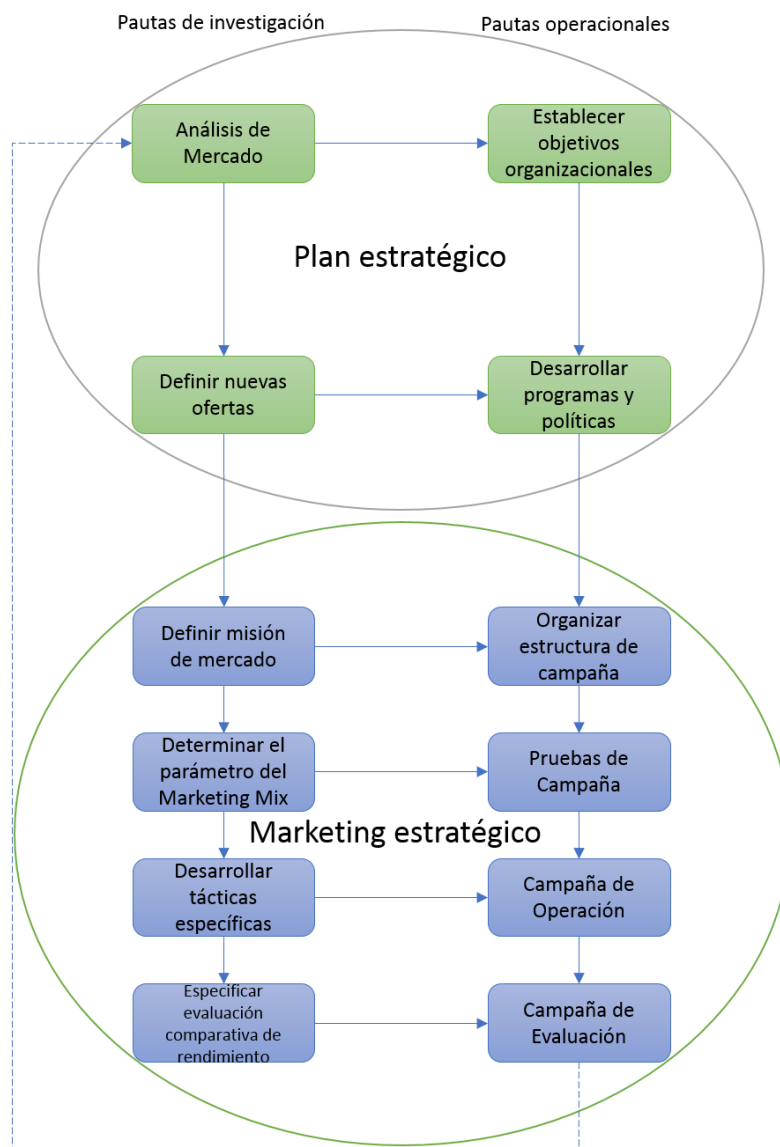 Pautas de investigación
Pautas operacionales
Análisis de
Mercado
Establecer
objetivos
organizacionales
Plan estratégico
Definir nuevas
ofertas
Desarrollar
programas y
políticas
Definir misión
de mercado
Organizar
estructura de
campaña
Determinar el
parámetro del
Marketing Mix
Pruebas de
Campaña
Marketing estratégico
Desarrollar
tácticas
específicas
Campaña de
Operación
Especificar
evaluación
comparativa de
rendimiento
Campaña de
Evaluación